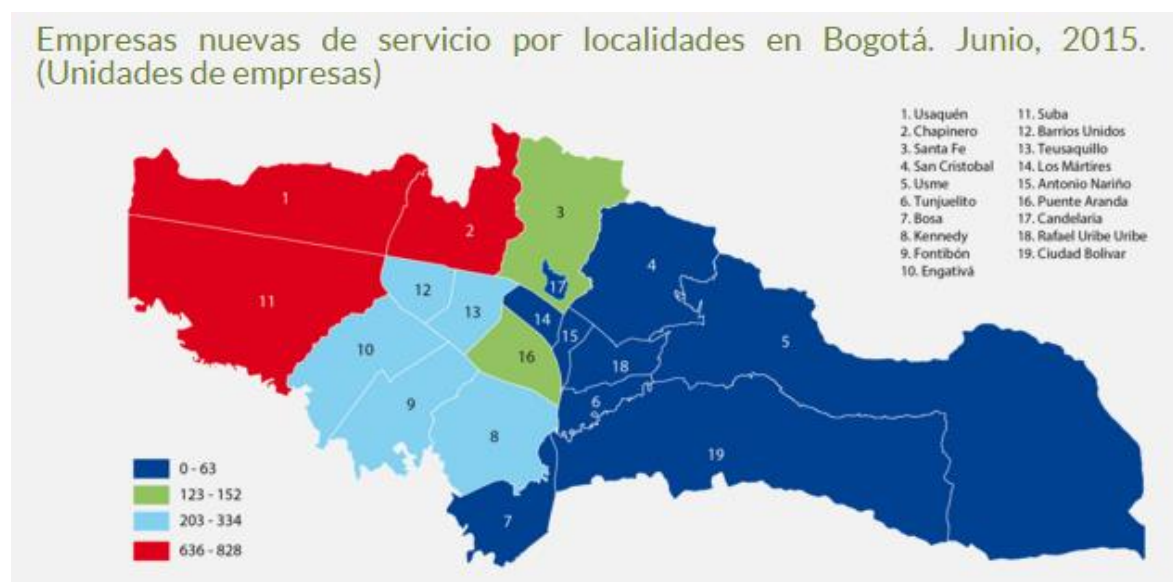 Empresas nuevas de servicio por localidades en Bogotá. Junio, 2015.
(Unidades de empresas)
1. Usaquén
2. Chapinero
3. Santa Fe
4. San Cristobal
5. Usme
6. Tunjuelito
7. Bosa
8. Kennedy
9. Fontibón
10. Engativá
11. Suba
12. Barrios Unidos
13. Teusaquillo
14. Los Mártires
15. Antonio Nariño
16. Puente Aranda
17. Candelaria
18. Rafael Uribe Uribe
19. Ciudad Bolivar
1
2
3
4
17
11
12
13
14
15
5
10
16
18
9
6
8
19
7
0 - 63
123 - 152
203 - 334
636 - 828